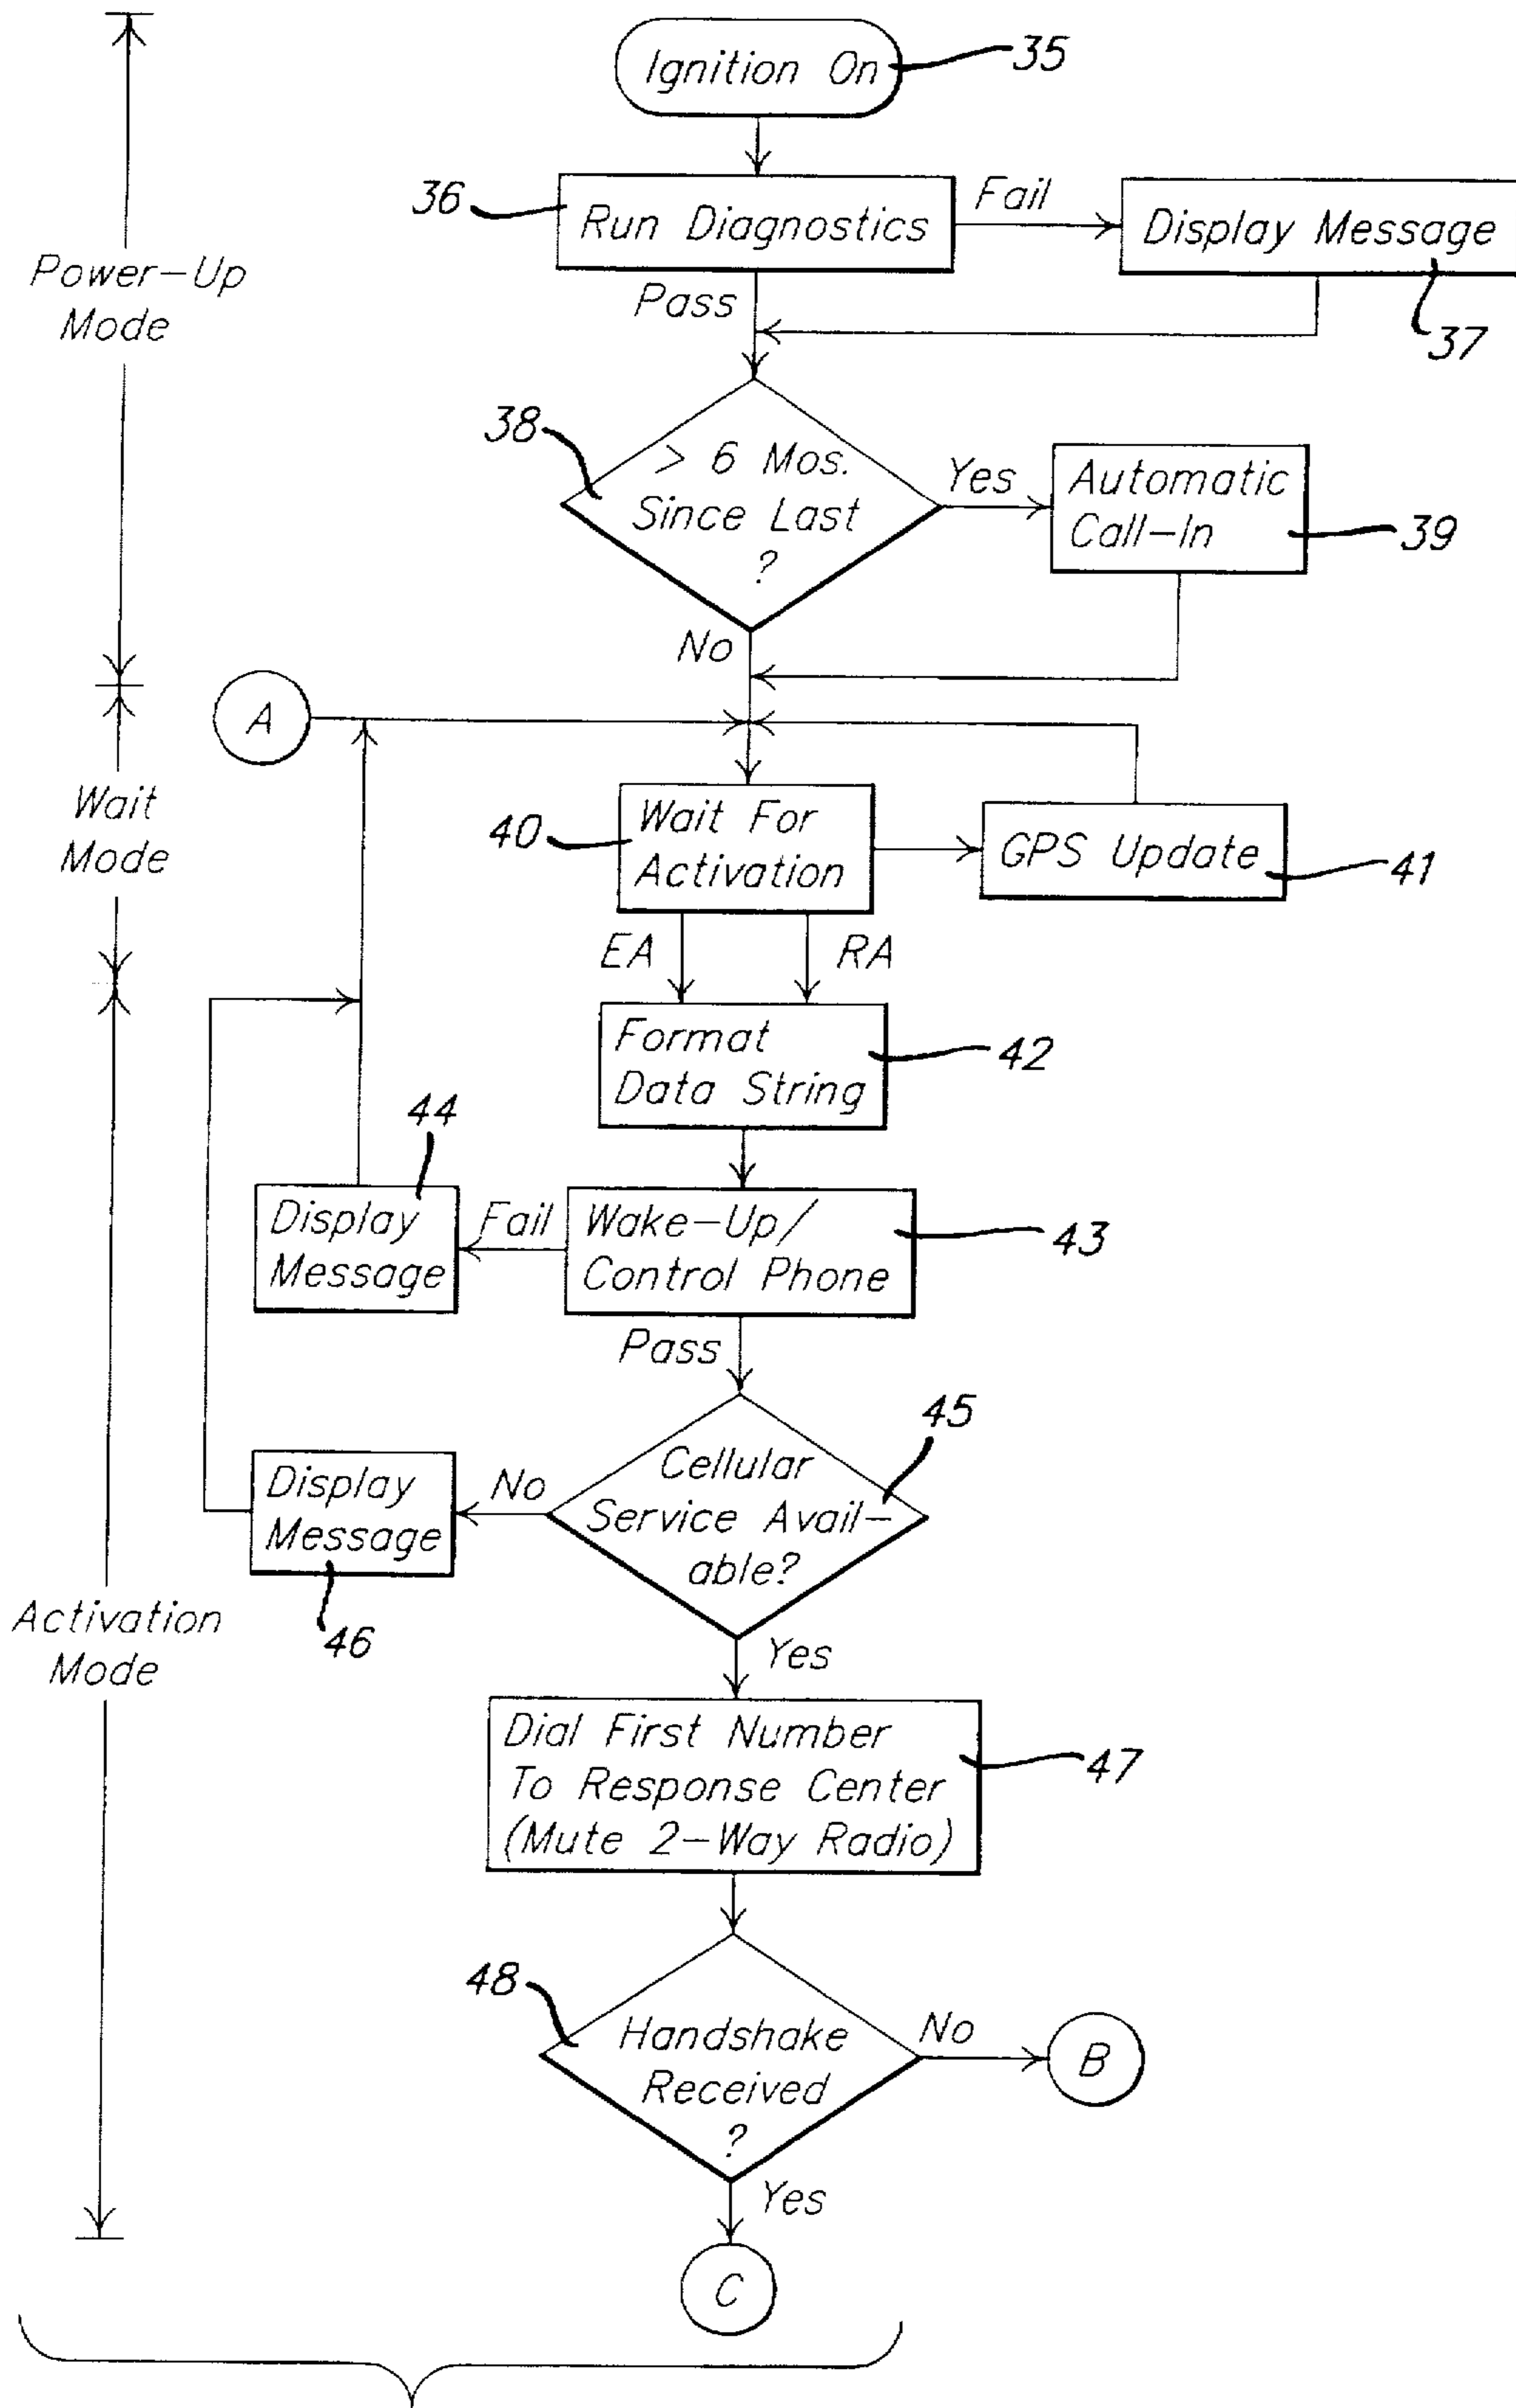 Ignition On
35
36
Run Diagnostics
Fail
Display Message
37
Pass
Power-Up
Mode
38
> 6 Mos.
Since Last
?
Yes
Automatic
Call-In
39
No
A
Wait
Mode
40
Wait For
Activation
GPS Update
41
EA
RA
Format
Data String
42
44
Display
Message
Fail
Wake-Up/
Control Phone
43
Pass
45
Cellular
Service Avail-
able?
No
Display
Message
46
Activation
Mode
Yes
Dial First Number
To Response Center
(Mute 2-Way Radio)
47
48
Handshake
Received
?
No
B
Yes
C